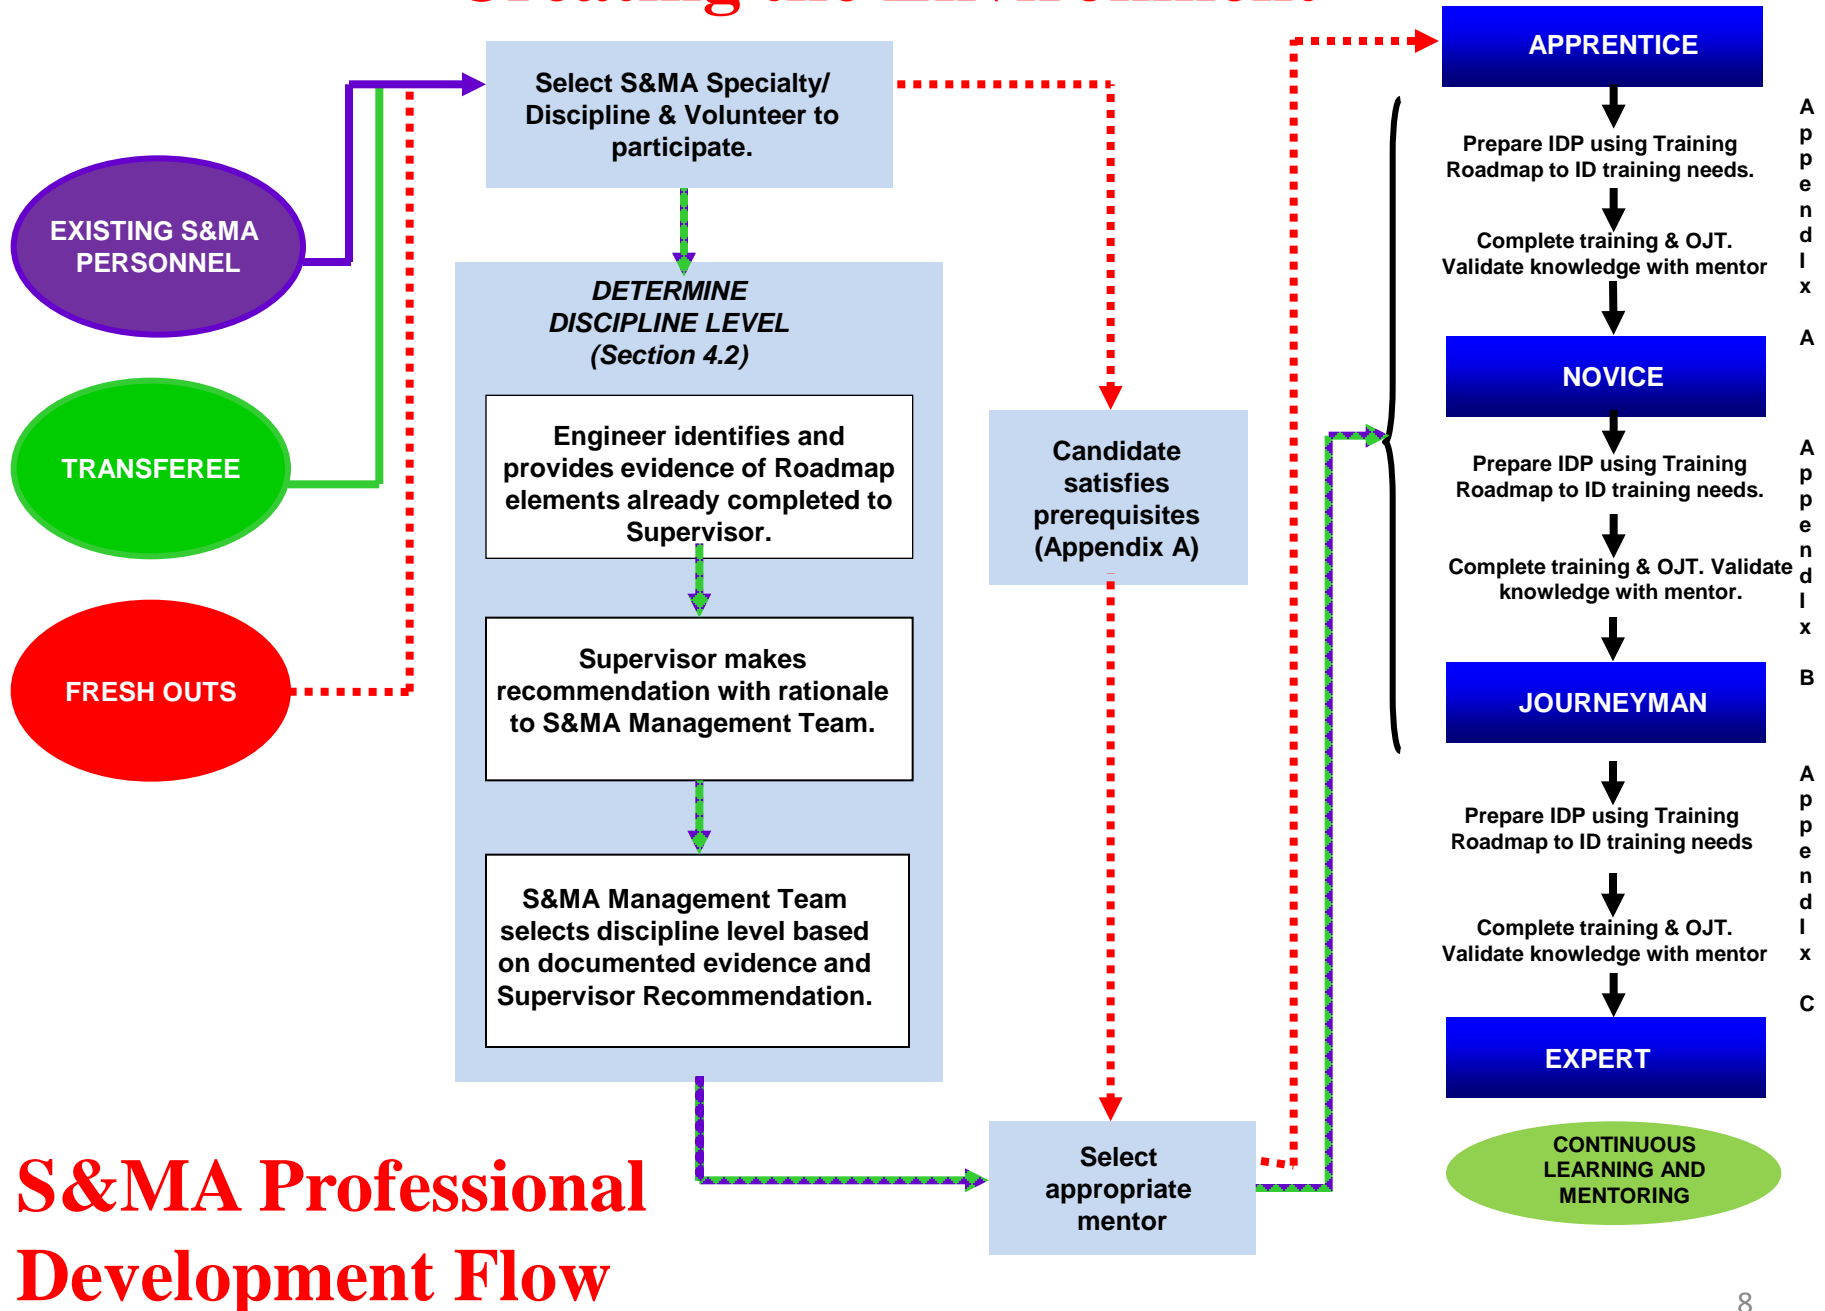 Creating the Environment
Select S&MA Specialty/
Discipline & Volunteer to
participate.
EXISTING S&MA
PERSONNEL
TRANSFEREE
FRESH OUTS
DETERMINE
DISCIPLINE LEVEL
(Section 4.2)
Engineer identifies and
provides evidence of Roadmap
elements already completed to
Supervisor.
Supervisor makes
recommendation with rationale
to S&MA Management Team.
S&MA Management Team
selects discipline level based
on documented evidence and
Supervisor Recommendation.
Candidate
satisfies
prerequisites
(Appendix A)
Select
appropriate
mentor
APPRENTICE
Prepare IDP using Training
Roadmap to ID training needs.
Complete training & OJT.
Validate knowledge with mentor
NOVICE
Prepare IDP using Training
Roadmap to ID training needs.
Complete training & OJT. Validate
knowledge with mentor.
JOURNEYMAN
Prepare IDP using Training
Roadmap to ID training needs
Complete training & OJT.
Validate knowledge with mentor
EXPERT
CONTINUOUS
LEARNING AND
MENTORING
AppendIx A
AppendIx B
AppendIx C
S&MA Professional
Development Flow
8